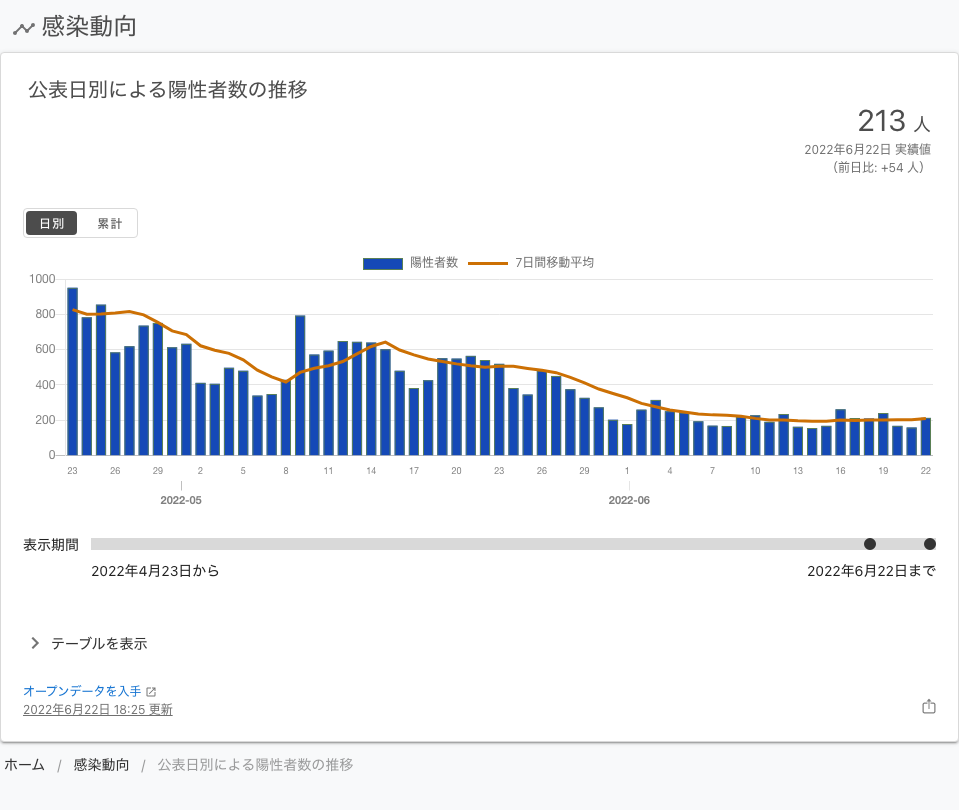 感染動向
公表日別による陽性者数の推移
213 人
2022年6月22日 実績値
（前日比: +54 人）
日別 累計
陽性者数 7日間移動平均
1000
800
600
400
200
0
23 26 29 2 5 8 11 14 17 20 23 26 29 1 4 7 10 13 16 19 22
2022-05 2022-06
表示期間
2022年4月23日から 2022年6月22日まで
テーブルを表示
オープンデータを入手
2022年6月22日 18:25 更新
ホーム / 感染動向 / 公表日別による陽性者数の推移